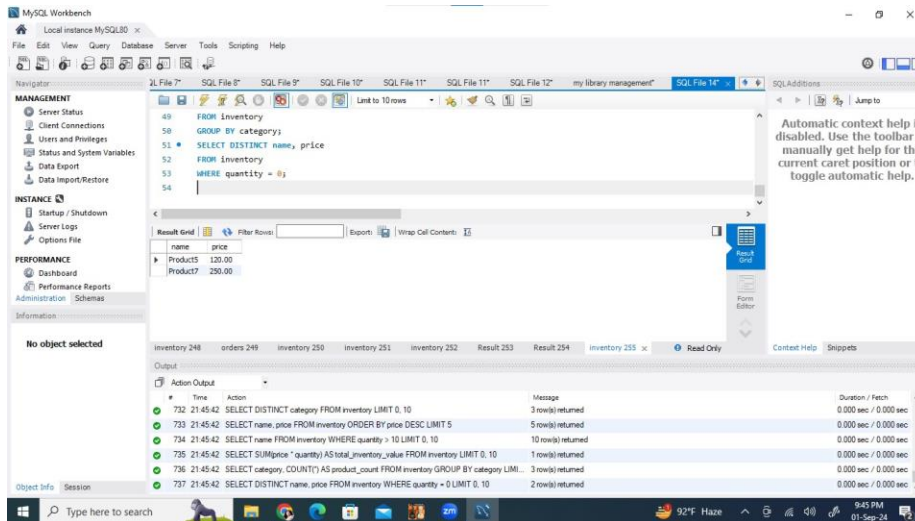 MySQL Workbench
Local instance MySQL80 ×
File Edit View Query Database Server Tools Scripting Help
Navigator
QL File 7* SQL File 8* SQL File 9* SQL File 10* SQL File 11* SQL File 11* SQL File 12* my library management* SQL File 14* × SQLAdditions
MANAGEMENT
Server Status
Client Connections
Users and Privileges
Status and System Variables
Data Export
Data Import/Restore
INSTANCE
Startup / Shutdown
Server Logs
Options File
PERFORMANCE
Dashboard
Performance Reports
Administration Schemas
Information
No object selected
Object Info Session
Limit to 10 rows
49 FROM inventory
50 GROUP BY category;
51 SELECT DISTINCT name, price
52 FROM inventory
53 WHERE quantity = 0;
54
Result Grid Filter Rows: Export: Wrap Cell Content:
name price
Product5 120.00
Product7 250.00
Result
Grid
Form
Editor
inventory 248 orders 249 inventory 250 inventory 251 inventory 252 Result 253 Result 254 inventory 255 × Read Only
Jump to
Automatic context help i
disabled. Use the toolbar
manually get help for th
current caret position or
toggle automatic help.
Context Help Snippets
Output
Action Output
# Time Action Message Duration / Fetch
732 21:45:42 SELECT DISTINCT category FROM inventory LIMIT 0, 10 3 row(s) returned 0.000 sec / 0.000 sec
733 21:45:42 SELECT name, price FROM inventory ORDER BY price DESC LIMIT 5 5 row(s) returned 0.000 sec / 0.000 sec
734 21:45:42 SELECT name FROM inventory WHERE quantity > 10 LIMIT 0, 10 10 row(s) returned 0.000 sec / 0.000 sec
735 21:45:42 SELECT SUM(price * quantity) AS total_inventory_value FROM inventory LIMIT 0, 10 1 row(s) returned 0.000 sec / 0.000 sec
736 21:45:42 SELECT category, COUNT(*) AS product_count FROM inventory GROUP BY category LIMI... 3 row(s) returned 0.000 sec / 0.000 sec
737 21:45:42 SELECT DISTINCT name, price FROM inventory WHERE quantity = 0 LIMIT 0, 10 2 row(s) returned 0.000 sec / 0.000 sec
Type here to search
zm
92°F Haze
9:45 PM
01-Sep-24